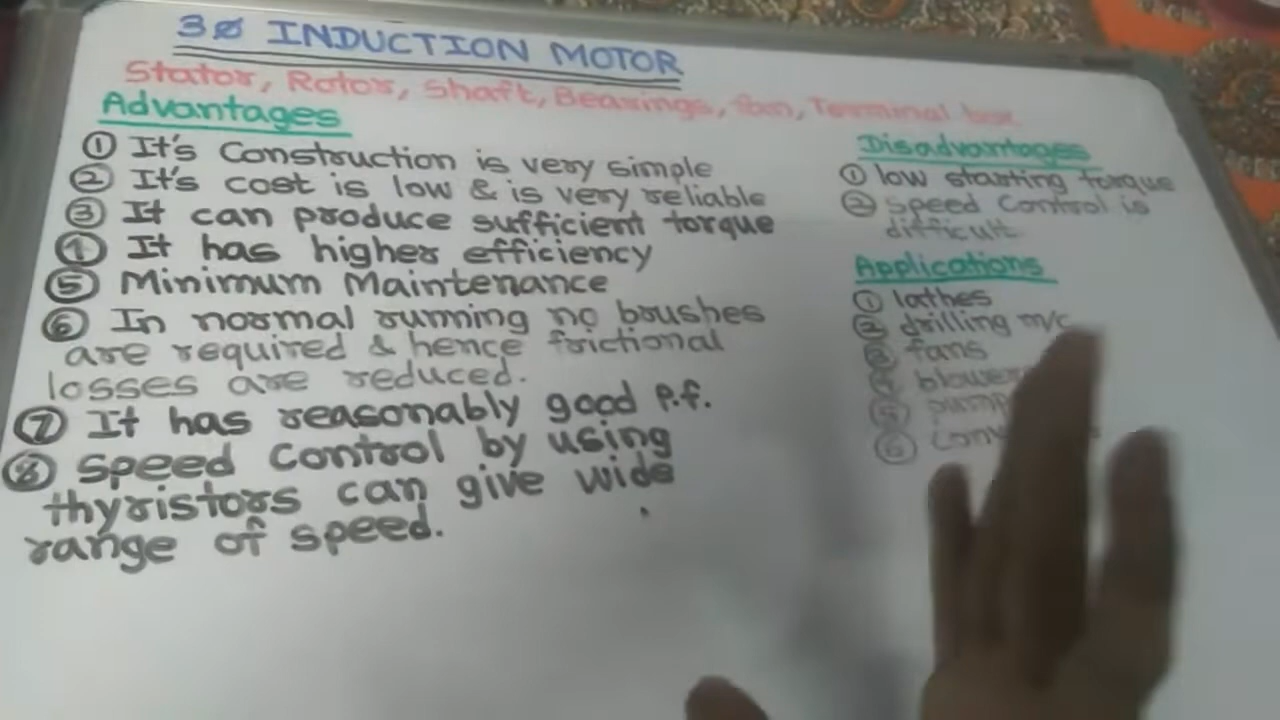 3Ø INDUCTION MOTOR
Stator, Rotor, Shaft, Bearings, fan, Terminal box
Advantages
① It's Construction is very simple
② It's cost is low & is very reliable
③ It can produce sufficient torque
④ It has higher efficiency
⑤ Minimum Maintenance
⑥ In normal running no brushes
are required & hence frictional
losses are reduced.
⑦ It has reasonably good P.f.
⑧ Speed Control by using
thyristors can give wide
range of speed.
Disadvantages
① low starting torque
② Speed Control is
difficult
Applications
① lathes
② drilling m/c
③ fans
④
⑤
⑥